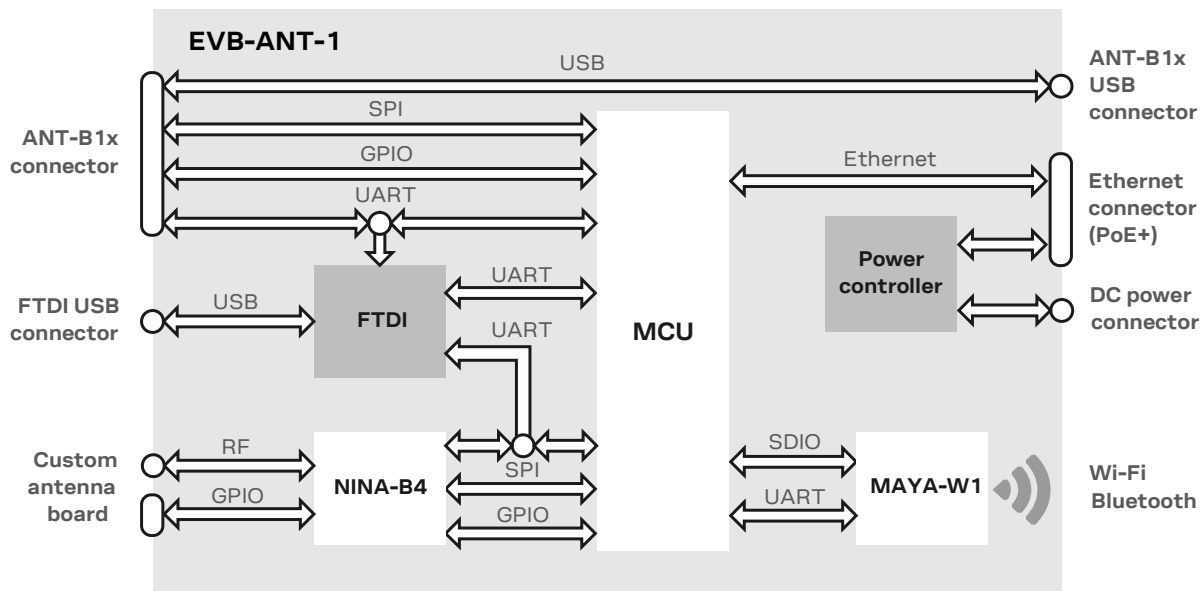 EVB-ANT-1
USB
ANT-B1x
USB
connector
SPI
ANT-B1x
connector
GPIO
UART
Ethernet
Ethernet
connector
(PoE+)
Power
controller
FTDI USB
connector
USB
FTDI
UART
UART
MCU
DC power
connector
Custom
antenna
board
RF
GPIO
NINA-B4
SPI
GPIO
SDIO
UART
MAYA-W1
Wi-Fi
Bluetooth